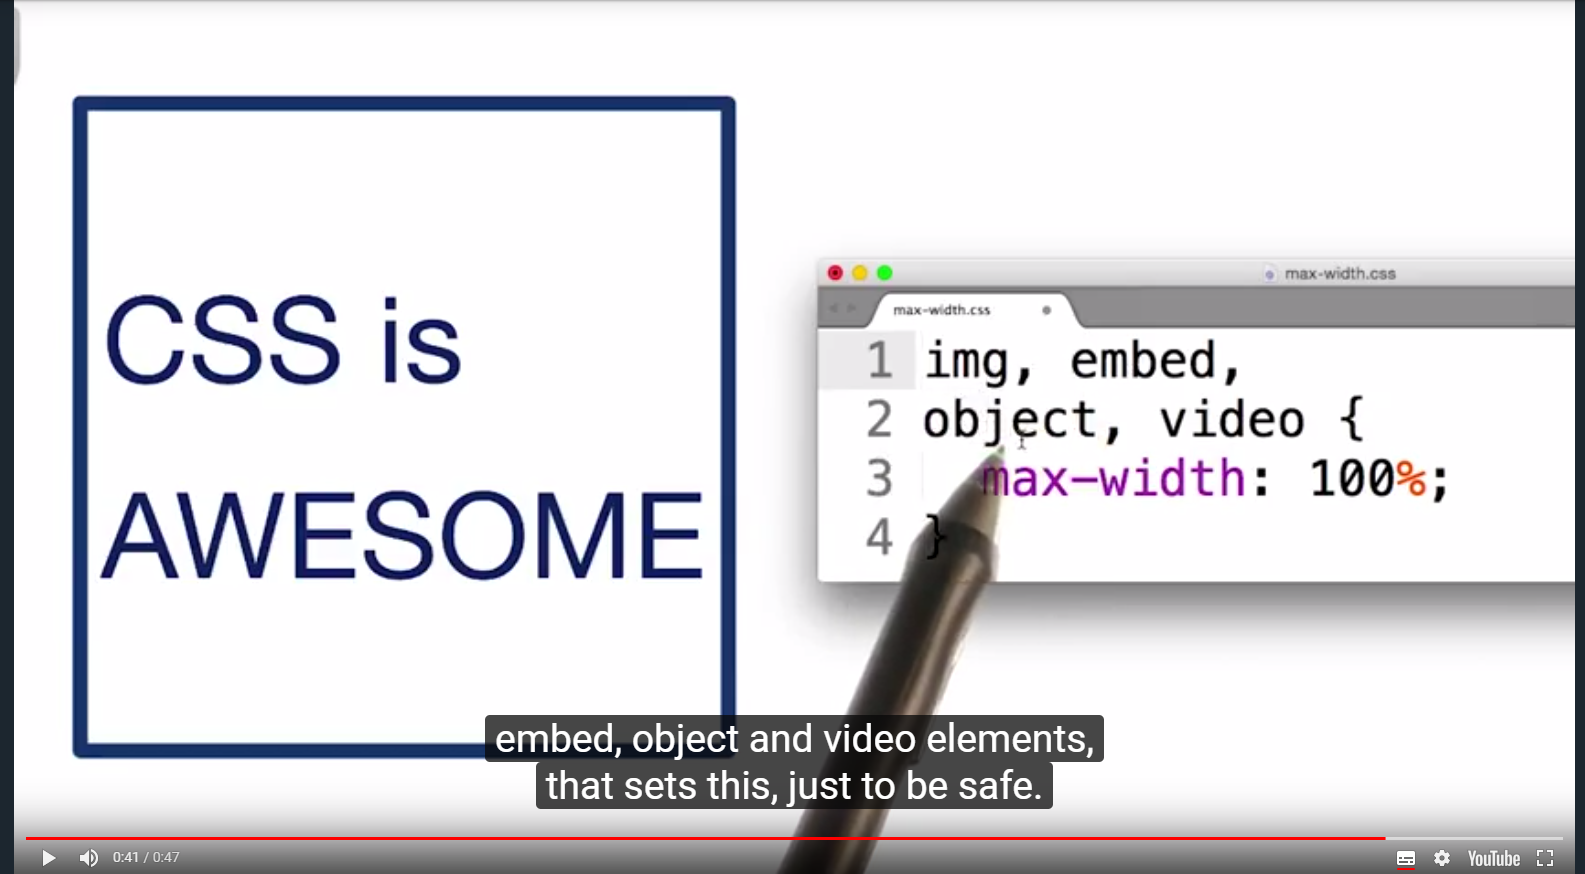 CSS is
AWESOME
max-width.css
max-width.css
1 img, embed,
2 object, video {
3 max-width: 100%;
4 }
embed, object and video elements,
that sets this, just to be safe.
0:41 / 0:47
YouTube